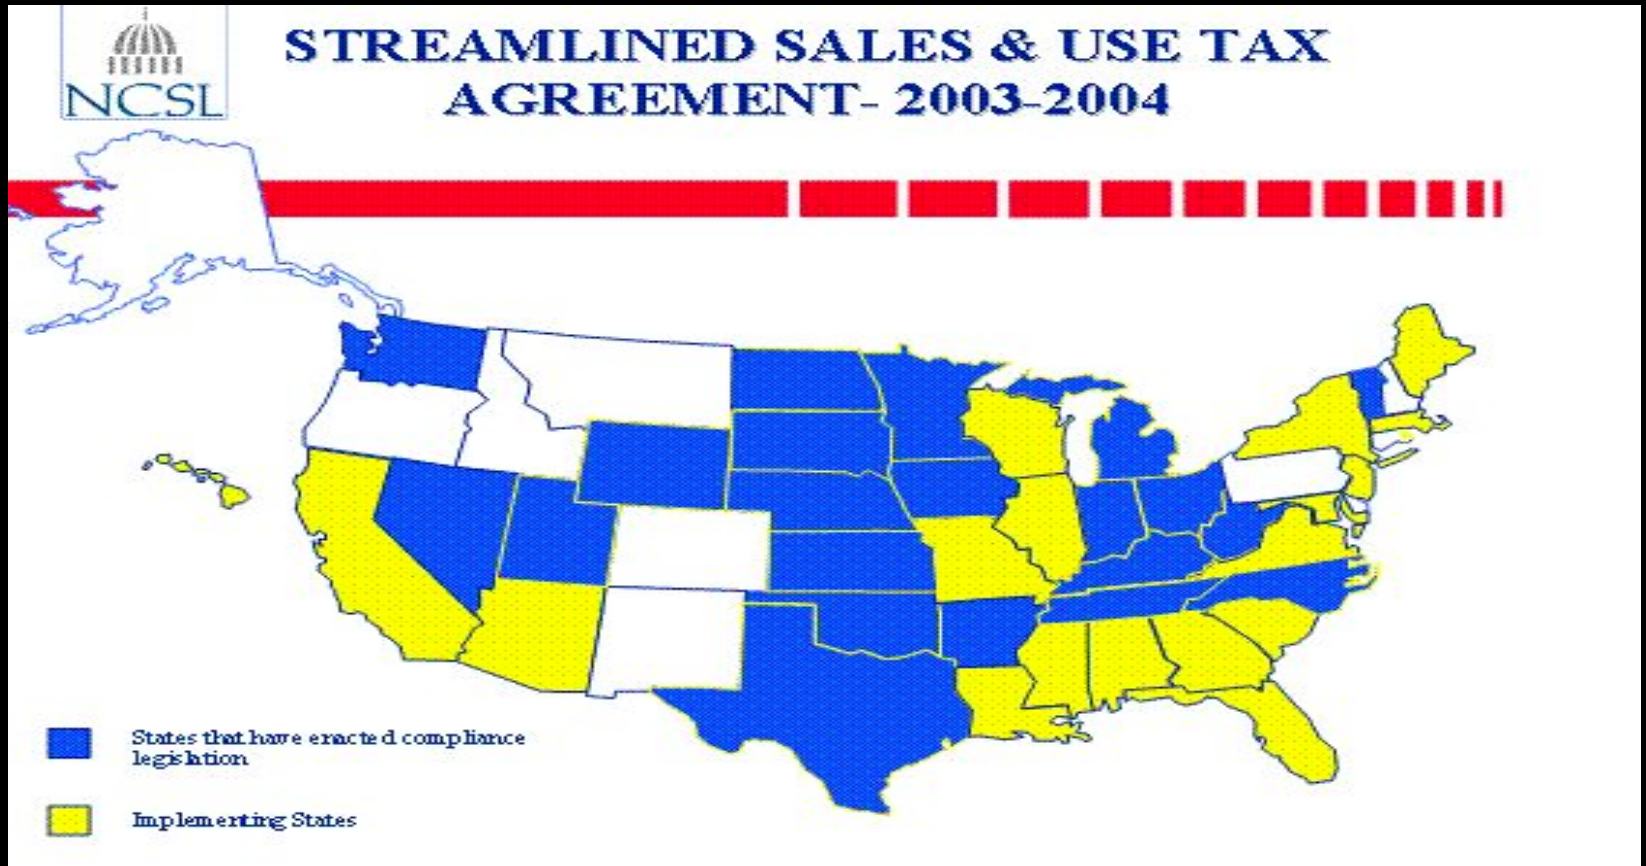 NCSL
STREAMLINED SALES & USE TAX
AGREEMENT- 2003-2004
States that have enacted compliance
legislation
Implementing States